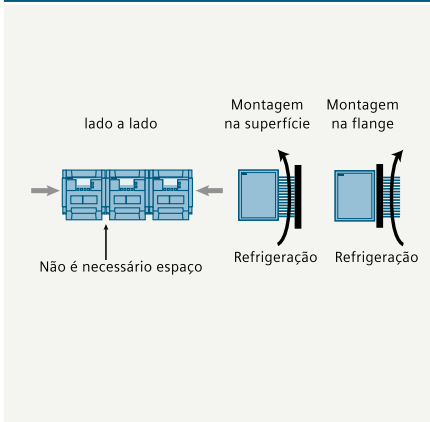 lado a lado
Montagem
na superfície
Montagem
na flange
Não é necessário espaço
Refrigeração
Refrigeração